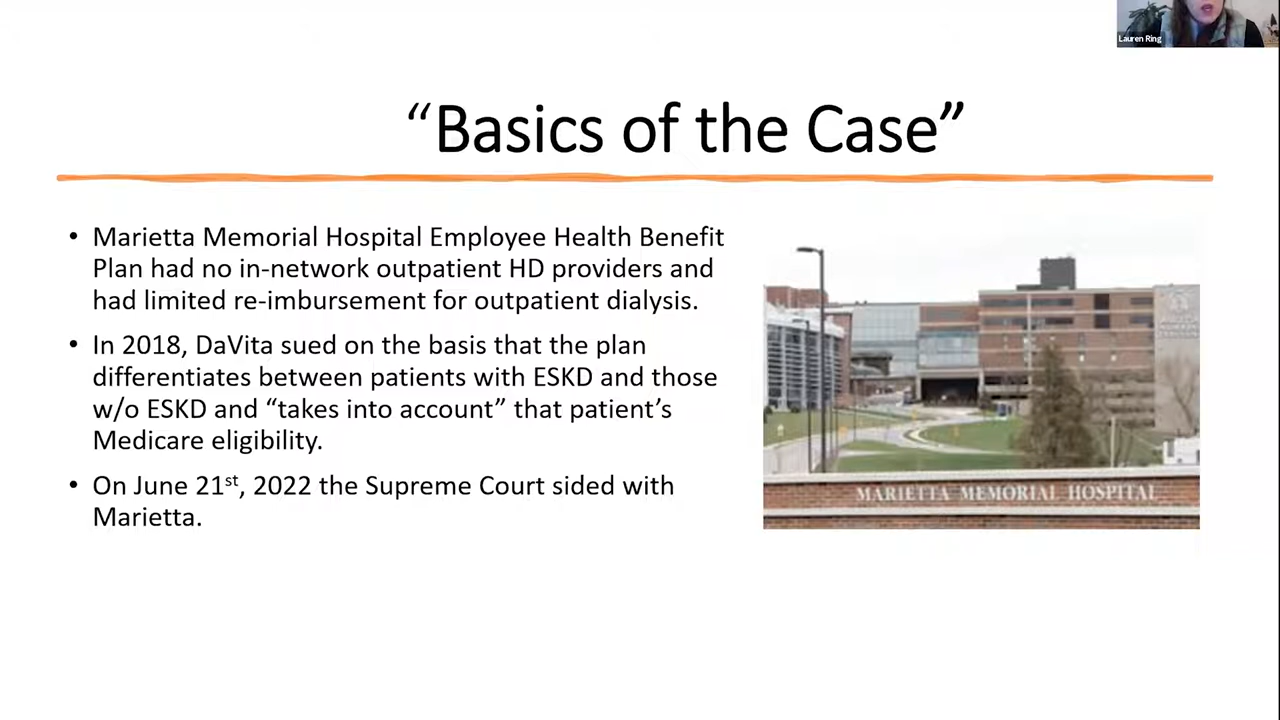 Lauren Ring
“Basics of the Case”
• Marietta Memorial Hospital Employee Health Benefit
Plan had no in-network outpatient HD providers and
had limited re-imbursement for outpatient dialysis.
• In 2018, DaVita sued on the basis that the plan
differentiates between patients with ESKD and those
w/o ESKD and “takes into account” that patient’s
Medicare eligibility.
• On June 21st, 2022 the Supreme Court sided with
Marietta.
MARIETTA MEMORIAL HOSPITAL